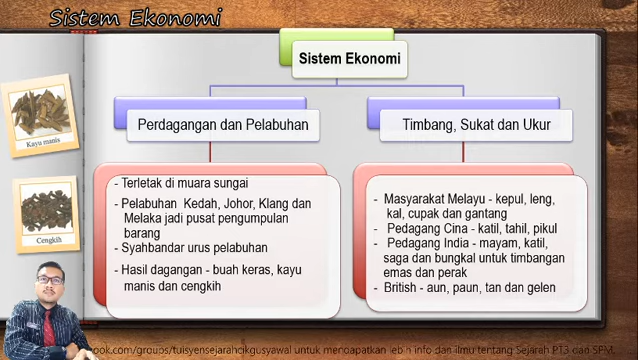 Sistem Ekonomi
Sistem Ekonomi
Perdagangan dan Pelabuhan
Timbang, Sukat dan Ukur
Kayu manis
Cengkih
- Terletak di muara sungai
- Pelabuhan Kedah, Johor, Klang dan
Melaka jadi pusat pengumpulan
barang
- Syahbandar urus pelabuhan
- Hasil dagangan - buah keras, kayu
manis dan cengkih
- Masyarakat Melayu - kepul, leng,
kal, cupak dan gantang
- Pedagang Cina - katil, tahil, pikul
- Pedagang India - mayam, katil,
saga dan bungkal untuk timbangan
emas dan perak
- British - aun, paun, tan dan gelen
ook.com/groups/tuisyensejarahcikgusyawal untuk mendapatkan lebih info dan ilmu tentang Sejarah PT3 dan SPM.